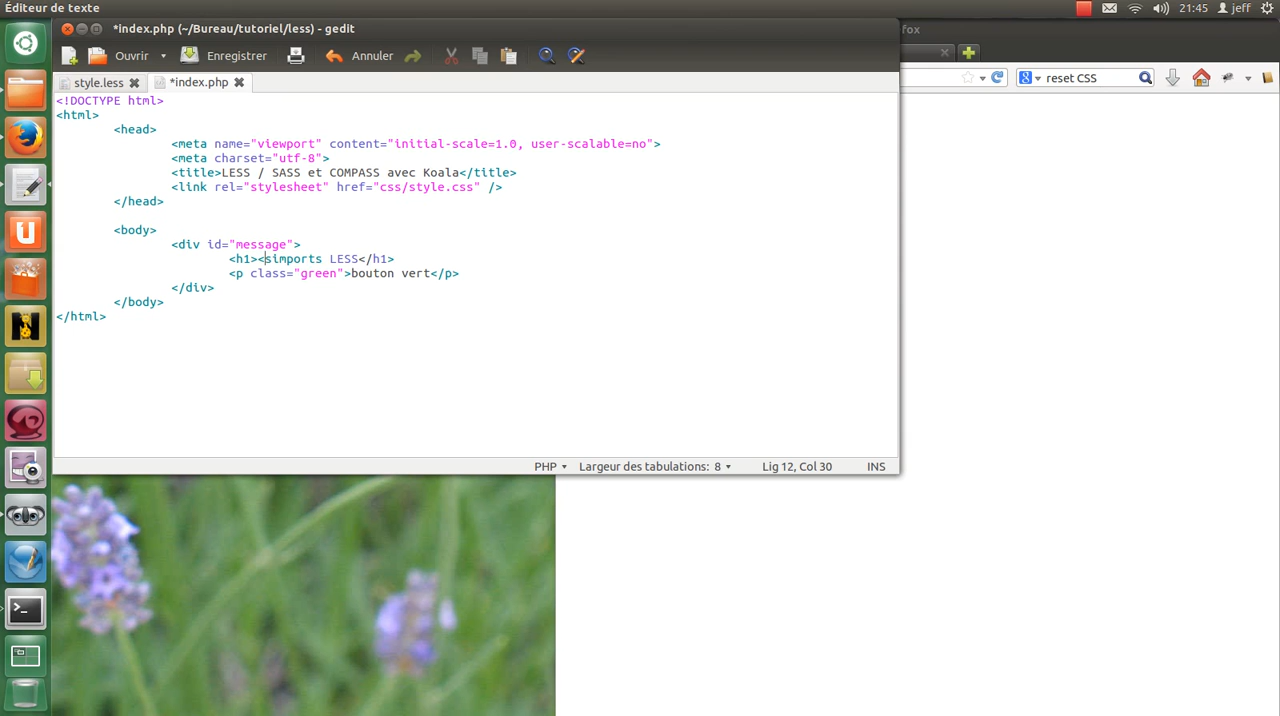 Éditeur de texte
21:45 jeff
*index.php (~/Bureau/tutoriel/less) - gedit
fox
Ouvrir Enregistrer Annuler
reset CSS
style.less *index.php
<!DOCTYPE html>
<html>
<head>
<meta name="viewport" content="initial-scale=1.0, user-scalable=no">
<meta charset="utf-8">
<title>LESS / SASS et COMPASS avec Koala</title>
<link rel="stylesheet" href="css/style.css" />
</head>
<body>
<div id="message">
<h1><simports LESS</h1>
<p class="green">bouton vert</p>
</div>
</body>
</html>
PHP Largeur des tabulations: 8 Lig 12, Col 30 INS